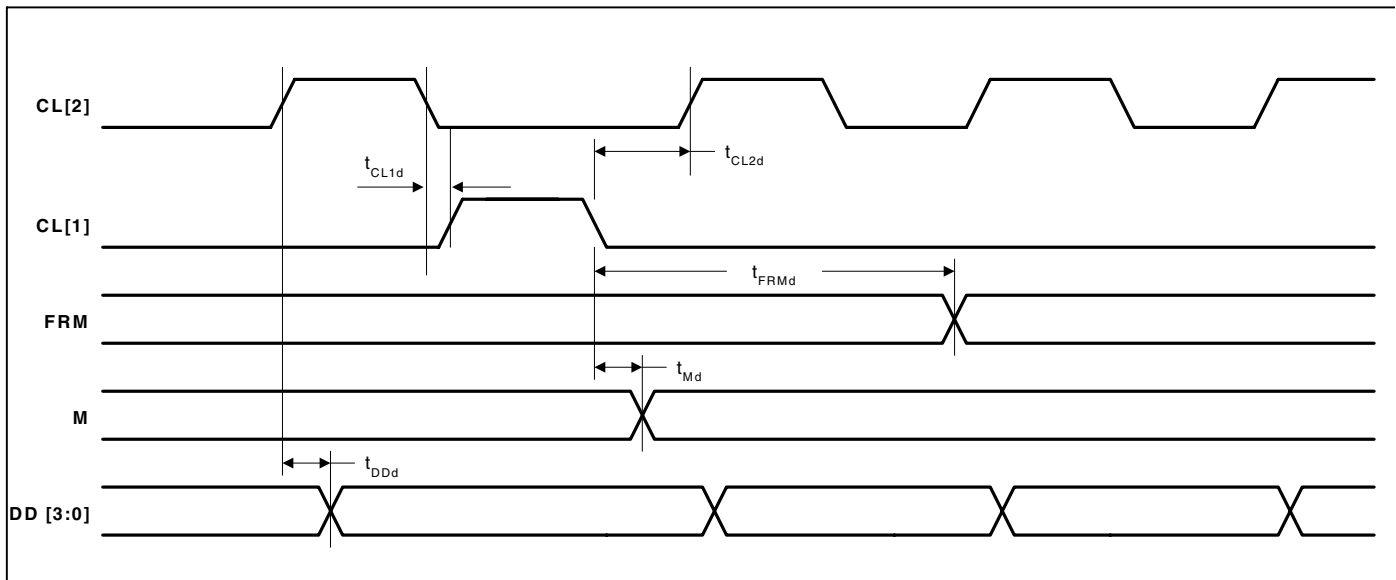 CL[2]
tCL1d
tCL2d
CL[1]
tFRMd
FRM
tMd
M
tDDd
DD [3:0]